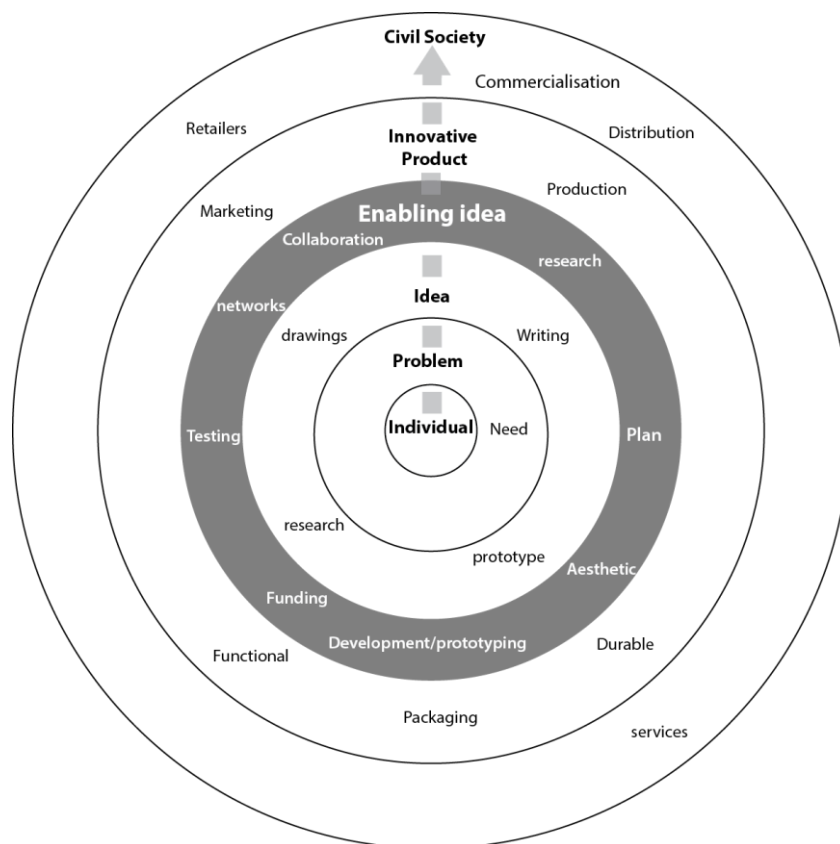 Civil Society
Commercialisation
Retailers
Distribution
Innovative
Product
Production
Marketing
Enabling idea
Collaboration
research
networks
Idea
drawings
Writing
Problem
Individual
Need
Testing
Plan
research
prototype
Aesthetic
Funding
Development/prototyping
Durable
Functional
Packaging
services